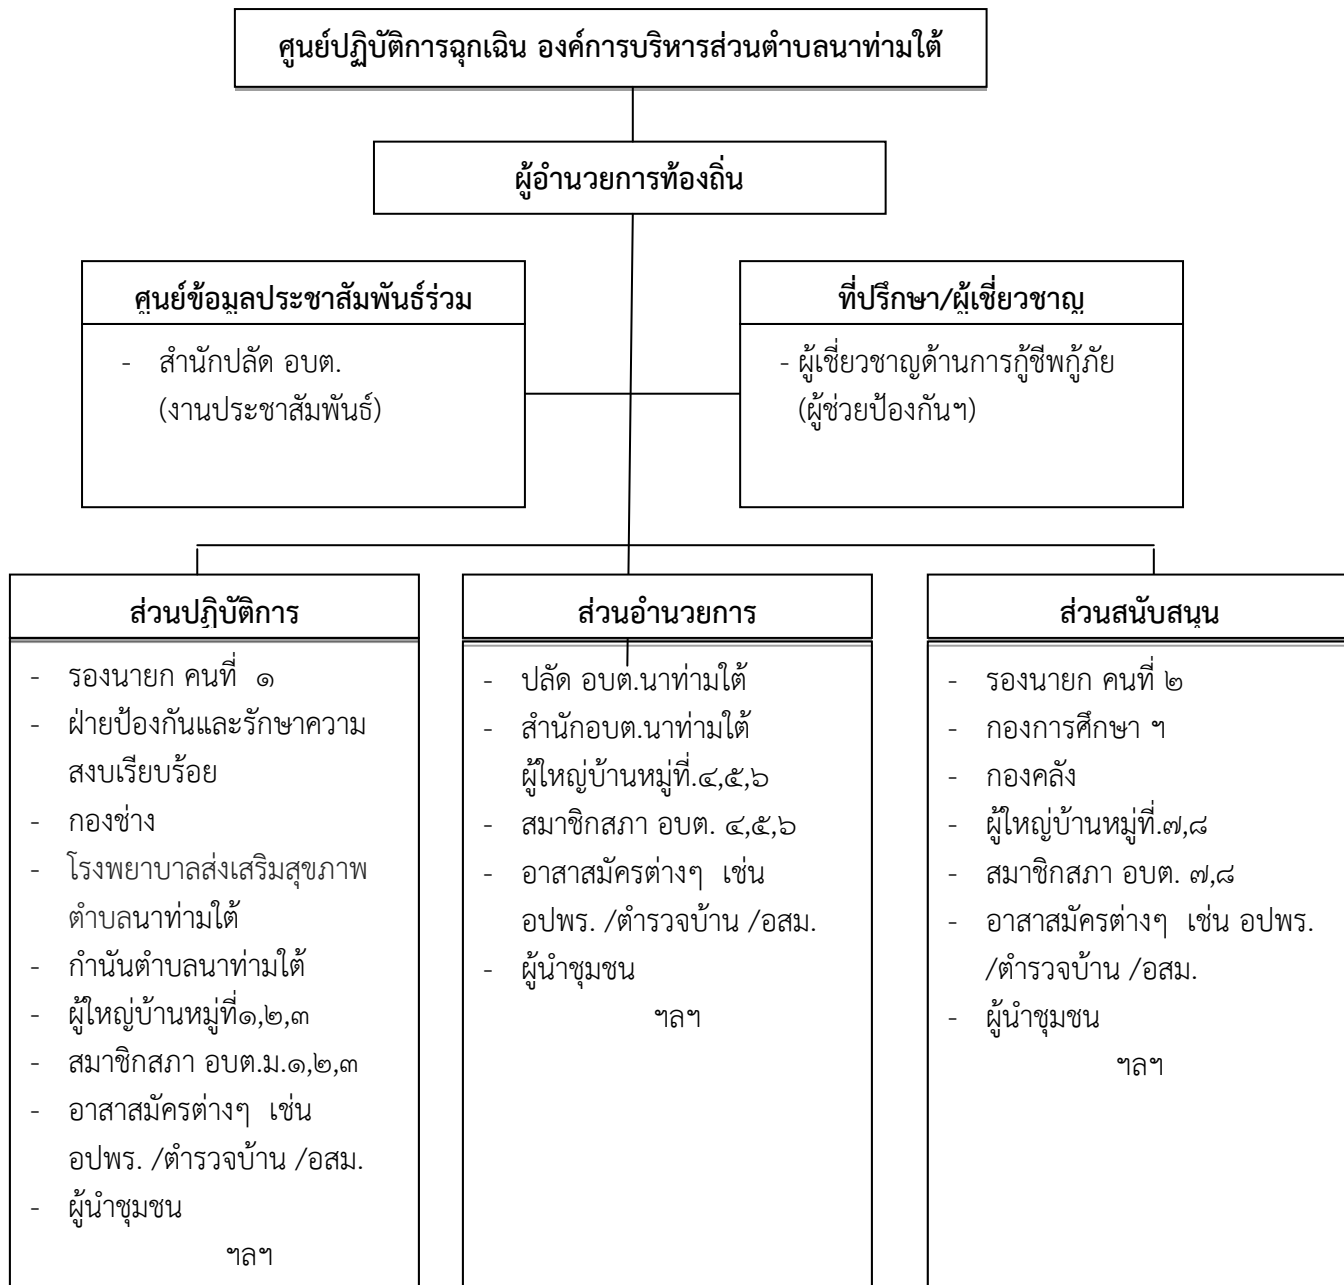 ศูนย์ปฏิบัติการฉุกเฉิน องค์การบริหารส่วนตำบลนาท่ามใต้
ผู้อำนวยการท้องถิ่น
ศูนย์ข้อมูลประชาสัมพันธ์ร่วม
- สำนักปลัด อบต.
(งานประชาสัมพันธ์)
ที่ปรึกษา/ผู้เชี่ยวชาญ
- ผู้เชี่ยวชาญด้านการกู้ชีพกู้ภัย
(ผู้ช่วยป้องกันฯ)
ส่วนปฏิบัติการ
- รองนายก คนที่ ๑
- ฝ่ายป้องกันและรักษาความ
สงบเรียบร้อย
- กองช่าง
- โรงพยาบาลส่งเสริมสุขภาพ
ตำบลนาท่ามใต้
- กำนันตำบลนาท่ามใต้
- ผู้ใหญ่บ้านหมู่ที่๑,๒,๓
- สมาชิกสภา อบต.ม.๑,๒,๓
- อาสาสมัครต่างๆ เช่น
อปพร. /ตำรวจบ้าน /อสม.
- ผู้นำชุมชน
ฯลฯ
ส่วนอำนวยการ
- ปลัด อบต.นาท่ามใต้
- สำนักอบต.นาท่ามใต้
ผู้ใหญ่บ้านหมู่ที่.๔,๕,๖
- สมาชิกสภา อบต. ๔,๕,๖
- อาสาสมัครต่างๆ เช่น
อปพร. /ตำรวจบ้าน /อสม.
- ผู้นำชุมชน
ฯลฯ
ส่วนสนับสนุน
- รองนายก คนที่ ๒
- กองการศึกษา ฯ
- กองคลัง
- ผู้ใหญ่บ้านหมู่ที่.๗,๘
- สมาชิกสภา อบต. ๗,๘
- อาสาสมัครต่างๆ เช่น อปพร.
/ตำรวจบ้าน /อสม.
- ผู้นำชุมชน
ฯลฯ